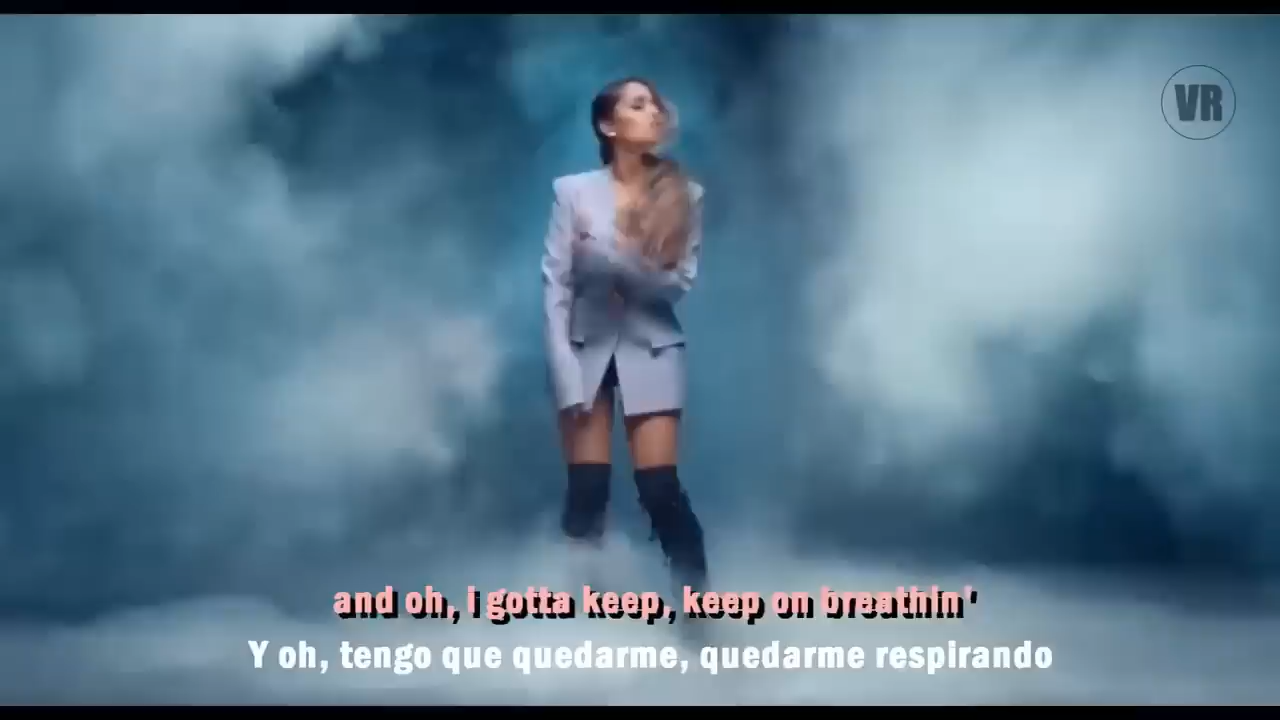 VR
and oh, i gotta keep, keep on breathin'
Y oh, tengo que quedarme, quedarme respirando